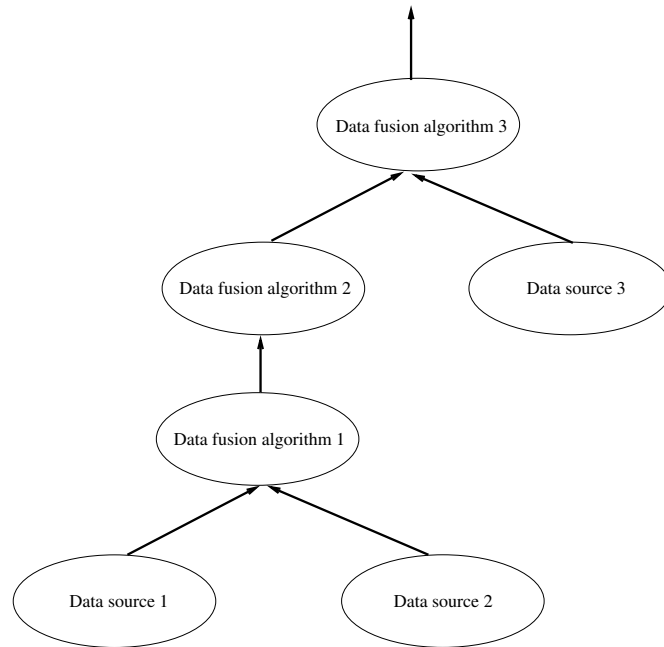 Data fusion algorithm 3
Data fusion algorithm 2
Data source 3
Data fusion algorithm 1
Data source 1
Data source 2